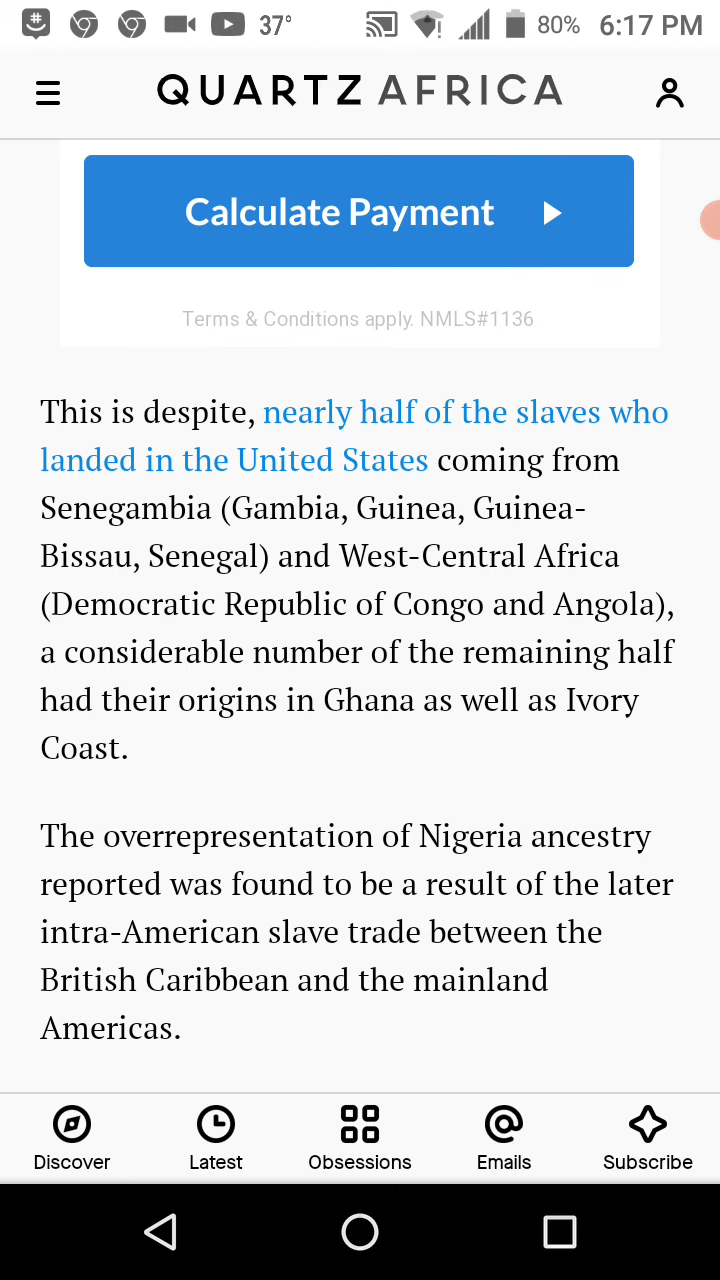 37° 80% 6:17 PM
QUARTZ AFRICA
Calculate Payment
Terms & Conditions apply. NMLS#1136
This is despite, nearly half of the slaves who
landed in the United States coming from
Senegambia (Gambia, Guinea, Guinea-
Bissau, Senegal) and West-Central Africa
(Democratic Republic of Congo and Angola),
a considerable number of the remaining half
had their origins in Ghana as well as Ivory
Coast.
The overrepresentation of Nigeria ancestry
reported was found to be a result of the later
intra-American slave trade between the
British Caribbean and the mainland
Americas.
Discover Latest Obsessions Emails Subscribe